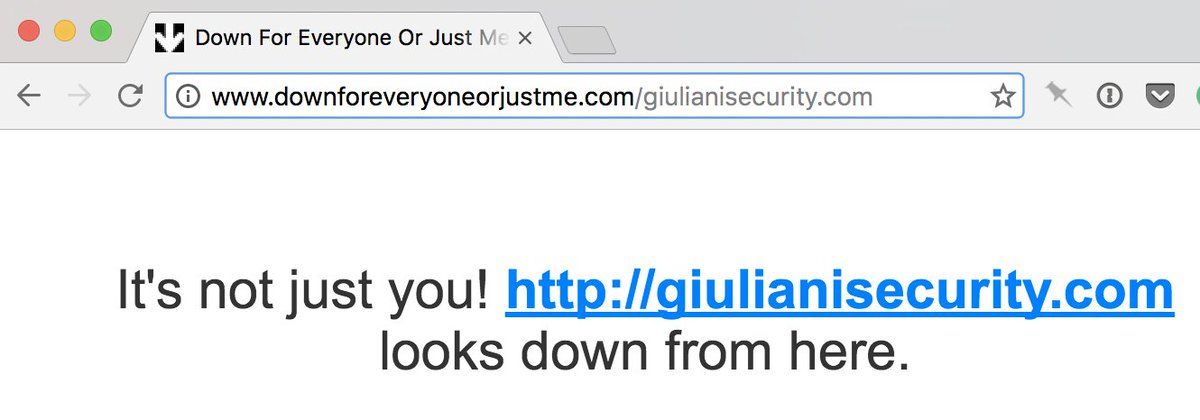 Down For Everyone Or Just Me
www.downforeveryoneorjustme.com/giulianisecurity.com
It's not just you! http://giulianisecurity.com
looks down from here.